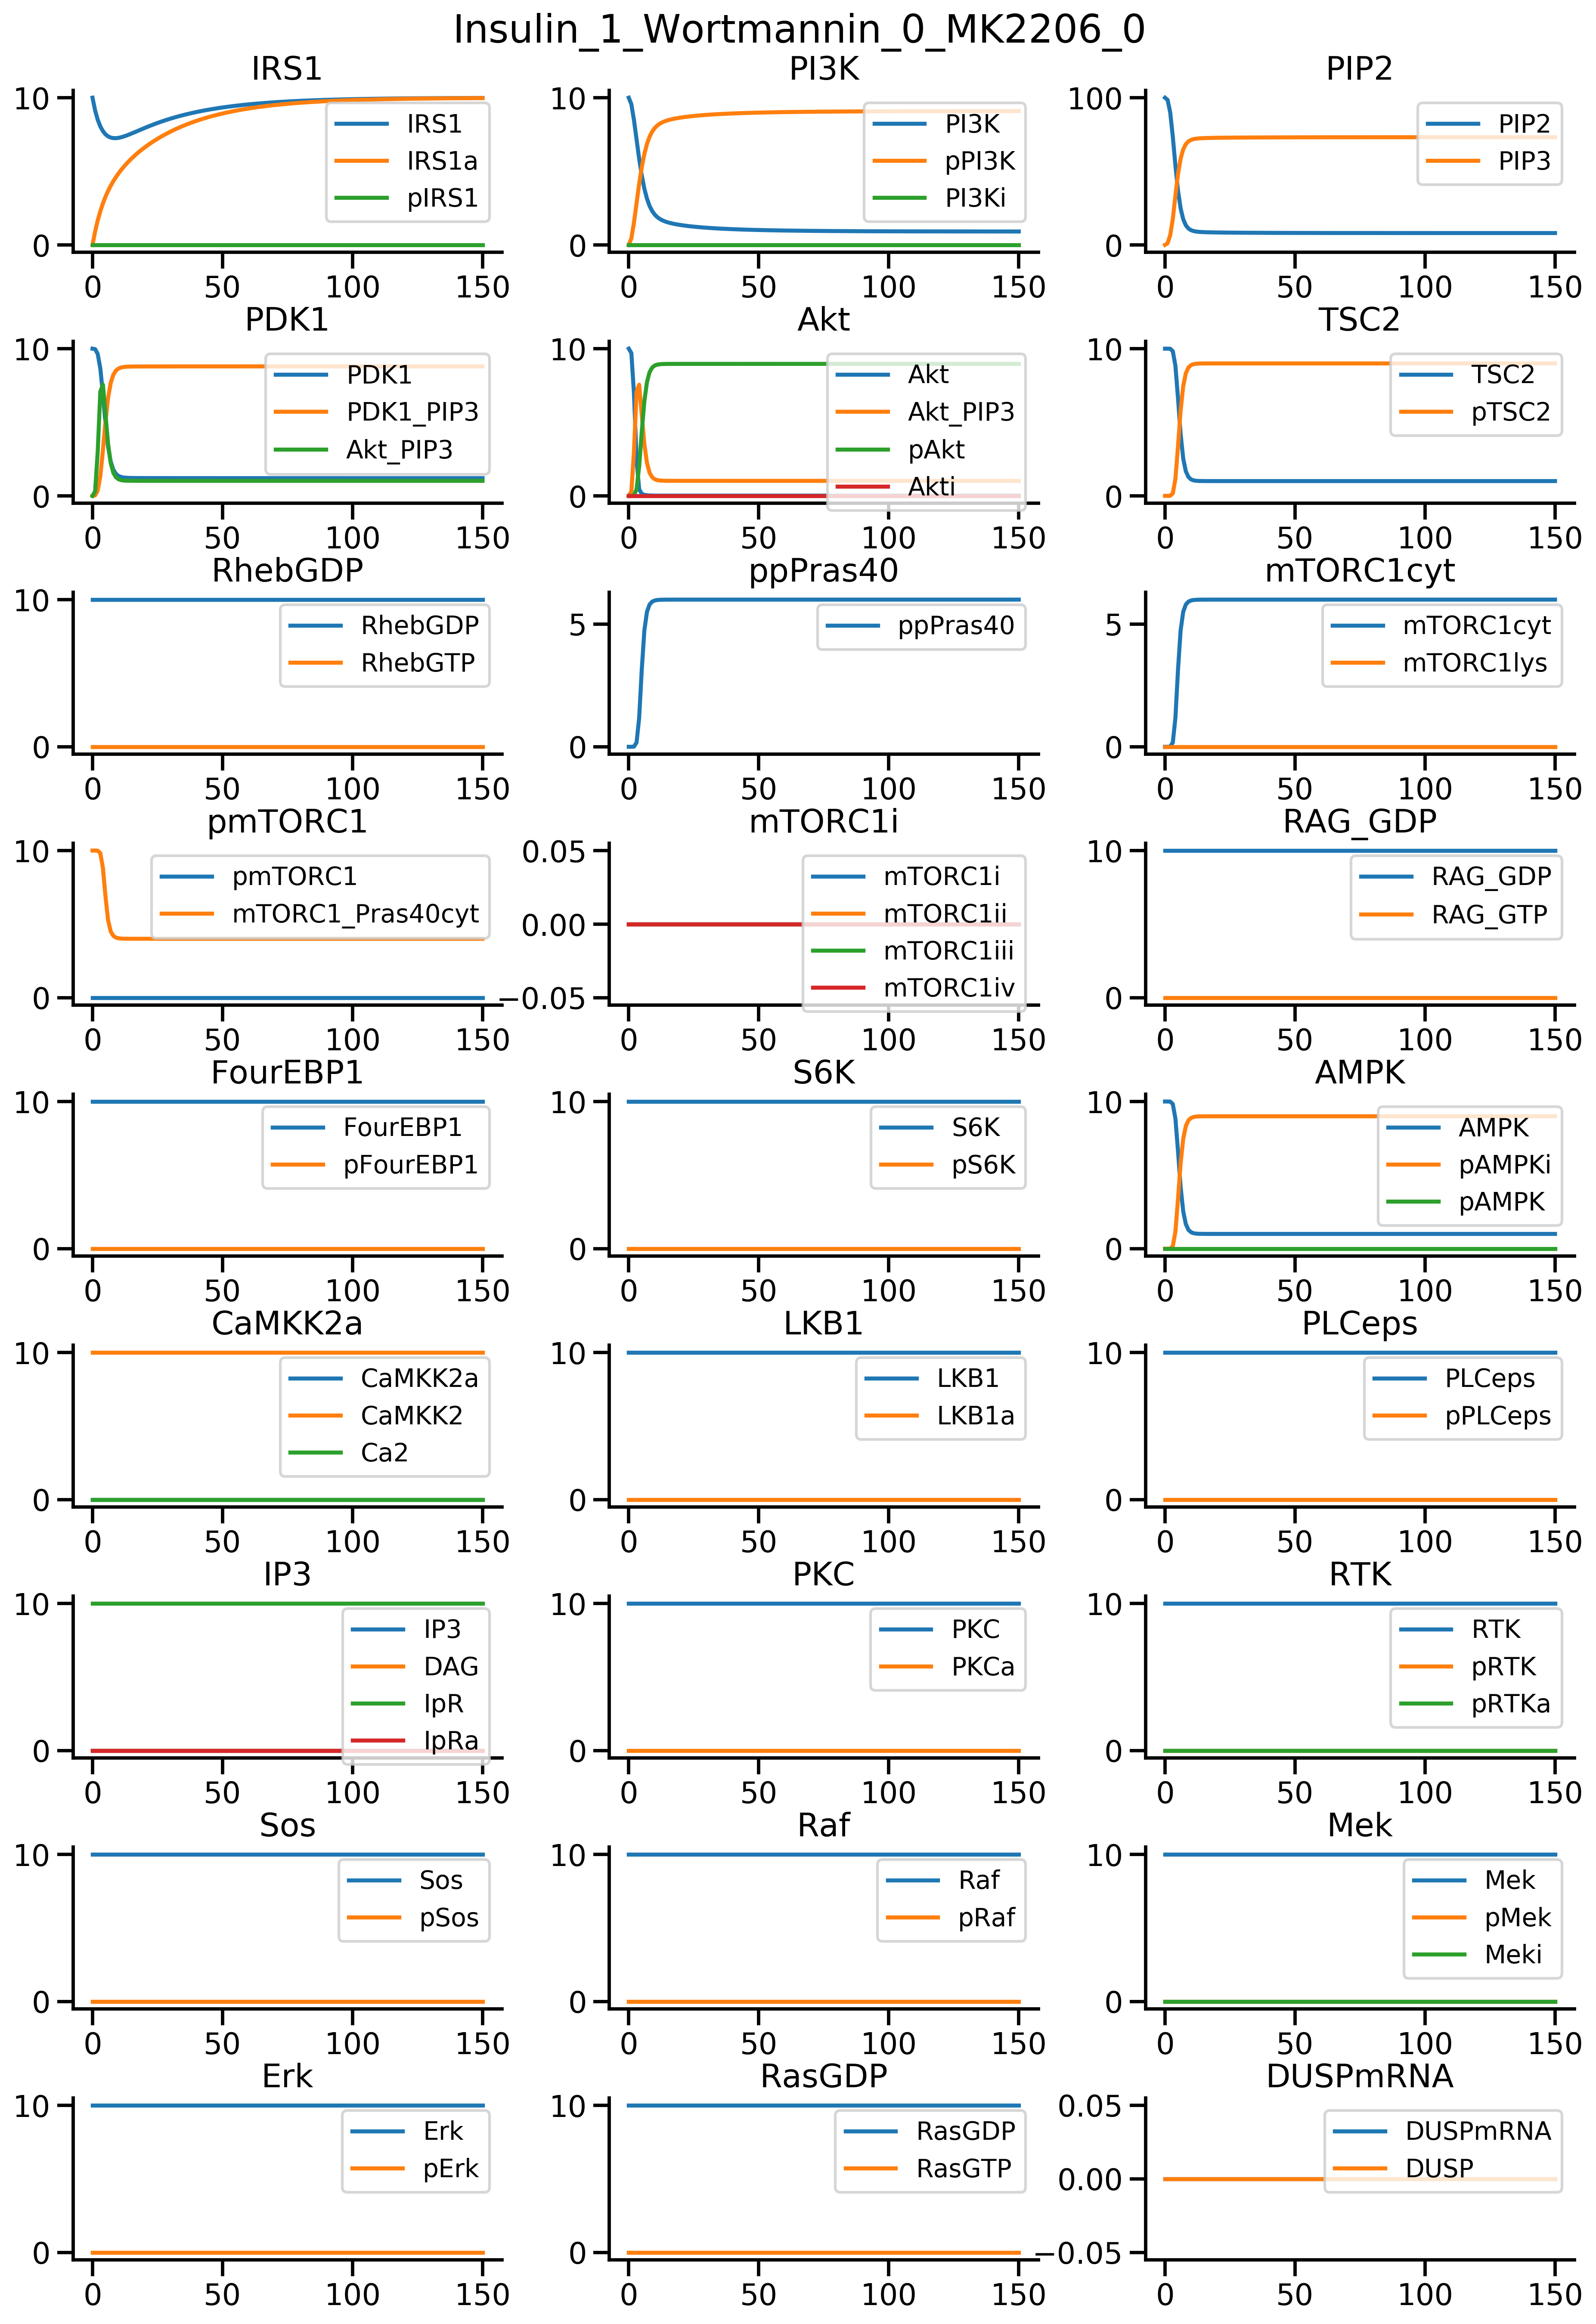 Insulin_1_Wortmannin_0_MK2206_0
IRS1
PI3K
PIP2
10
0
IRS1
IRS1a
pIRS1
0 50 100 150
10
0
PI3K
pPI3K
PI3Ki
0 50 100 150
100
0
PIP2
PIP3
0 50 100 150
PDK1
Akt
TSC2
10
0
PDK1
PDK1_PIP3
Akt_PIP3
0 50 100 150
10
0
Akt
Akt_PIP3
pAkt
Akti
0 50 100 150
10
0
TSC2
pTSC2
0 50 100 150
RhebGDP
ppPras40
mTORC1cyt
10
0
RhebGDP
RhebGTP
0 50 100 150
5
0
ppPras40
0 50 100 150
5
0
mTORC1cyt
mTORC1lys
0 50 100 150
pmTORC1
mTORC1i
RAG_GDP
10
0
pmTORC1
mTORC1_Pras40cyt
0 50 100 150
0.05
0.00
−0.05
mTORC1i
mTORC1ii
mTORC1iii
mTORC1iv
0 50 100 150
10
0
RAG_GDP
RAG_GTP
0 50 100 150
FourEBP1
S6K
AMPK
10
0
FourEBP1
pFourEBP1
0 50 100 150
10
0
S6K
pS6K
0 50 100 150
10
0
AMPK
pAMPKi
pAMPK
0 50 100 150
CaMKK2a
LKB1
PLCeps
10
0
CaMKK2a
CaMKK2
Ca2
0 50 100 150
10
0
LKB1
LKB1a
0 50 100 150
10
0
PLCeps
pPLCeps
0 50 100 150
IP3
PKC
RTK
10
0
IP3
DAG
IpR
IpRa
0 50 100 150
10
0
PKC
PKCa
0 50 100 150
10
0
RTK
pRTK
pRTKa
0 50 100 150
Sos
Raf
Mek
10
0
Sos
pSos
0 50 100 150
10
0
Raf
pRaf
0 50 100 150
10
0
Mek
pMek
Meki
0 50 100 150
Erk
RasGDP
DUSPmRNA
10
0
Erk
pErk
0 50 100 150
10
0
RasGDP
RasGTP
0 50 100 150
0.05
0.00
−0.05
DUSPmRNA
DUSP
0 50 100 150